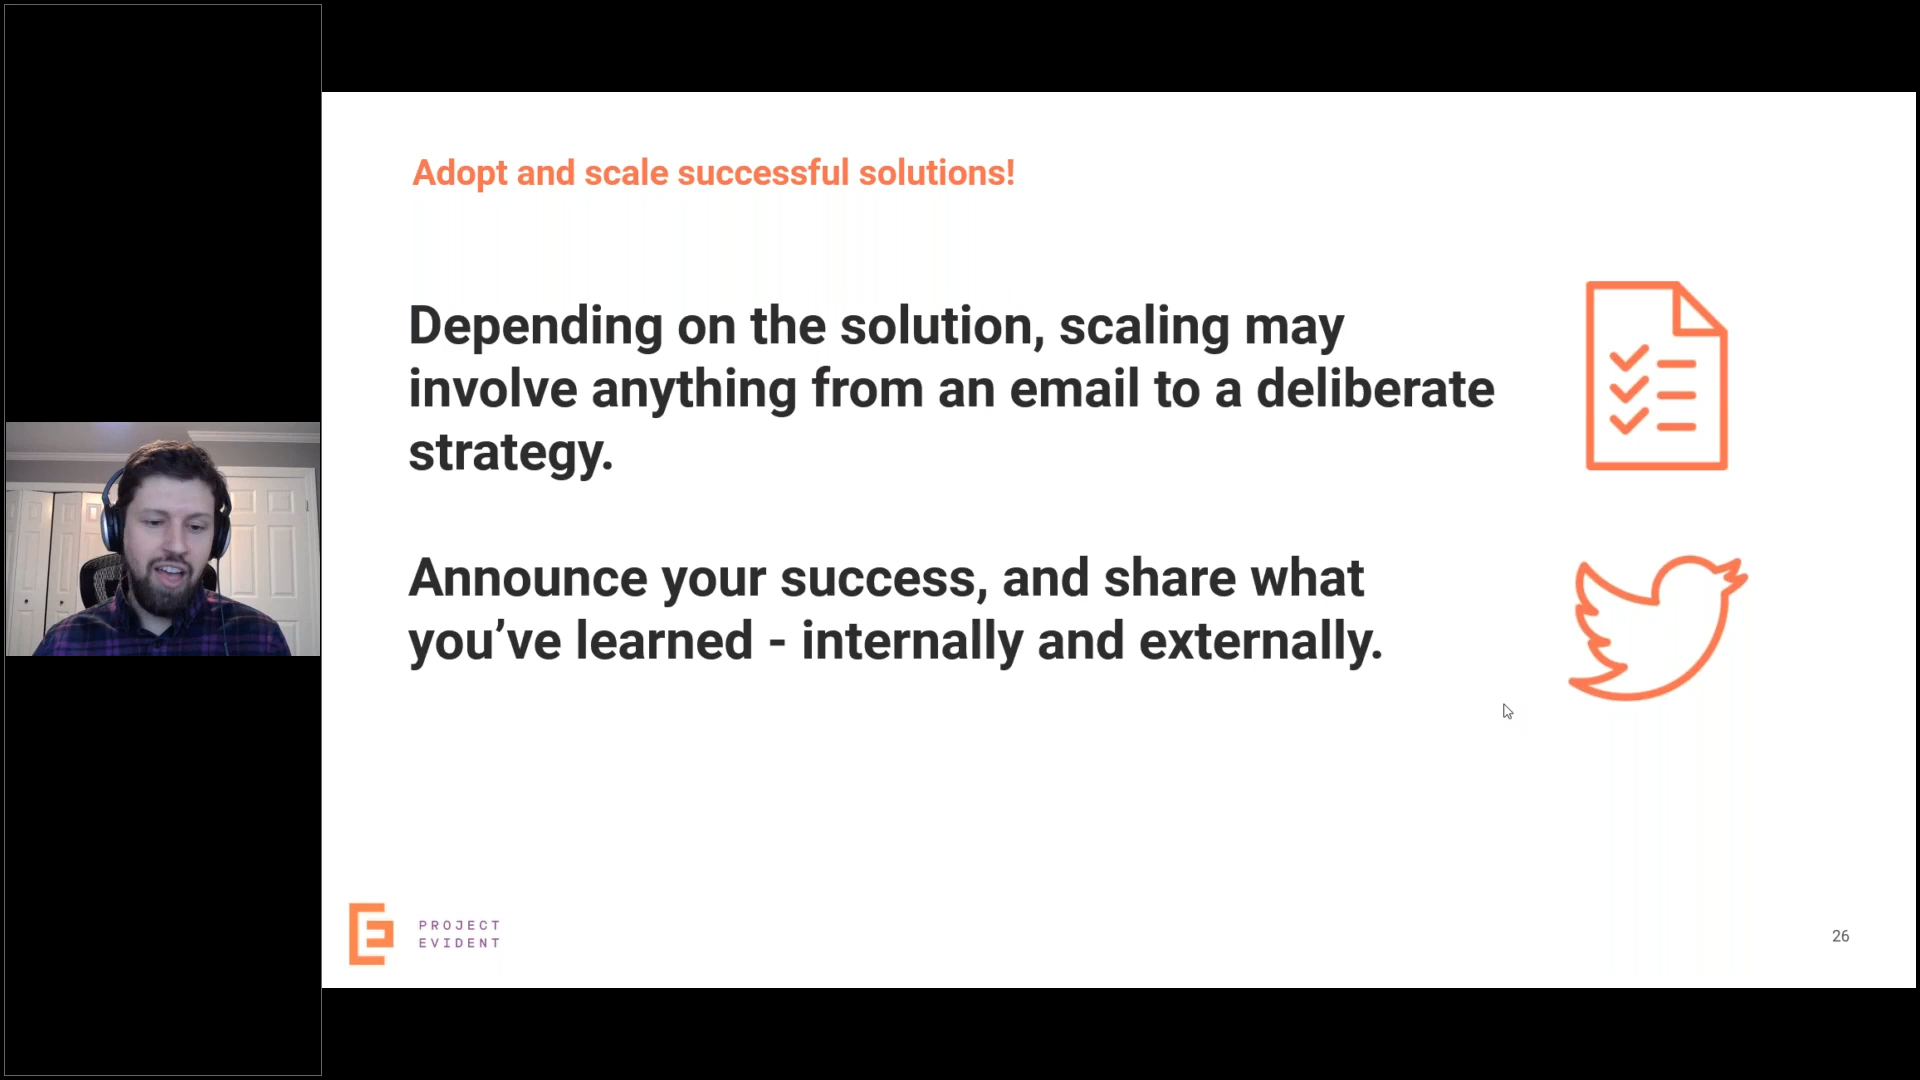 Adopt and scale successful solutions!
Depending on the solution, scaling may
involve anything from an email to a deliberate
strategy.
Announce your success, and share what
you’ve learned - internally and externally.
PROJECT
EVIDENT
26